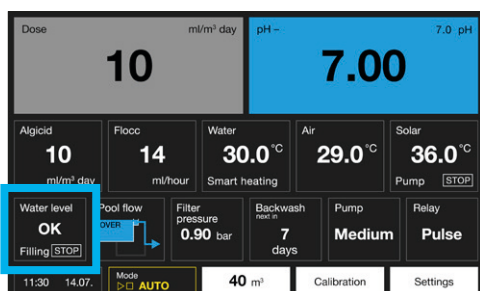 Dose ml/m³ day
10
pH – 7.0 pH
7.00
Algicid
10
ml/m³ day
Flocc
14
ml/hour
Water
30.0 °C
Smart heating
Air
29.0 °C
Solar
36.0 °C
Pump STOP
Water level
OK
Filling STOP
Pool flow
OVER
Filter
pressure
0.90 bar
Backwash
next in
7
days
Pump
Medium
Relay
Pulse
11:30 14.07.
Mode
AUTO
40 m³
Calibration
Settings